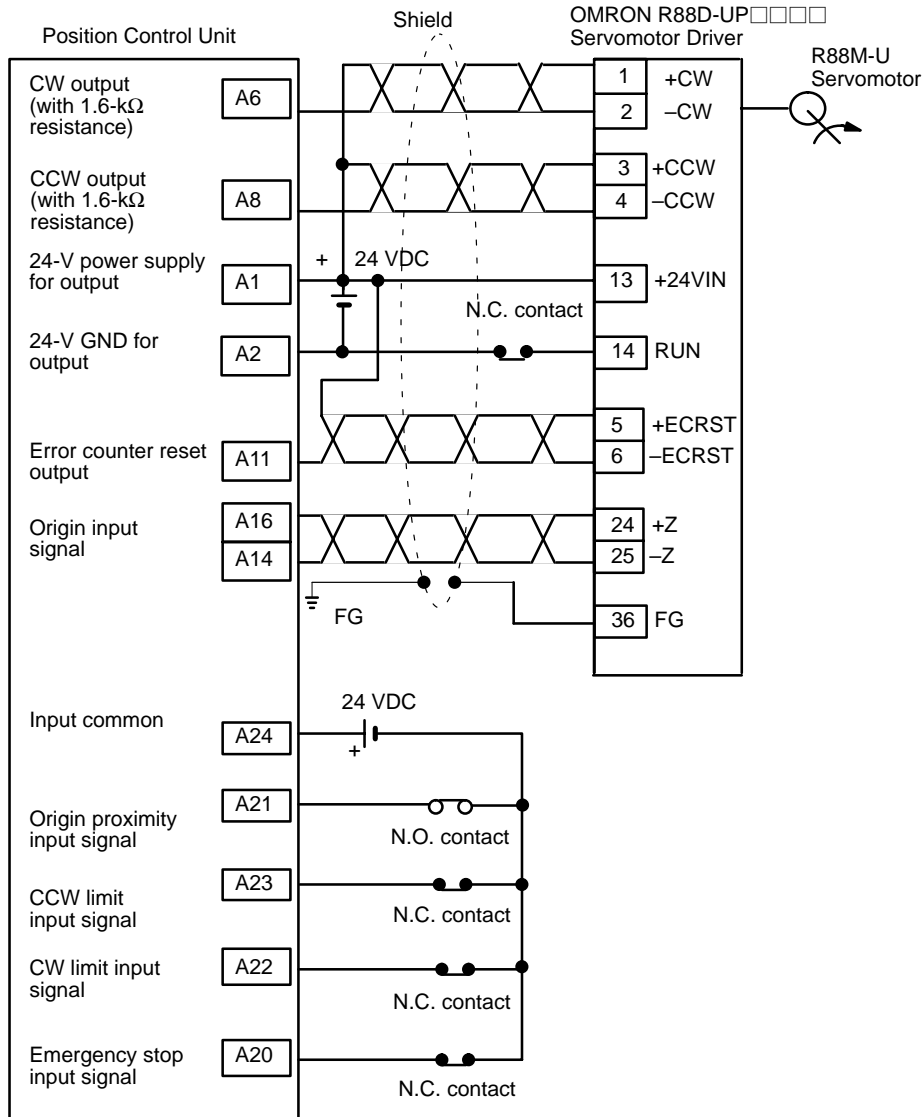 Position Control Unit
Shield
OMRON R88D-UP□□□□
Servomotor Driver
R88M-U
Servomotor
CW output
(with 1.6-kΩ
resistance)
A6
1
+CW
2
–CW
CCW output
(with 1.6-kΩ
resistance)
A8
3
+CCW
4
–CCW
24-V power supply
for output
A1
+
24 VDC
13
+24VIN
N.C. contact
24-V GND for
output
A2
14
RUN
Error counter reset
output
A11
5
+ECRST
6
–ECRST
Origin input
signal
A16
A14
24
+Z
25
–Z
FG
36
FG
Input common
A24
24 VDC
+
Origin proximity
input signal
A21
N.O. contact
CCW limit
input signal
A23
N.C. contact
CW limit input
signal
A22
N.C. contact
Emergency stop
input signal
A20
N.C. contact